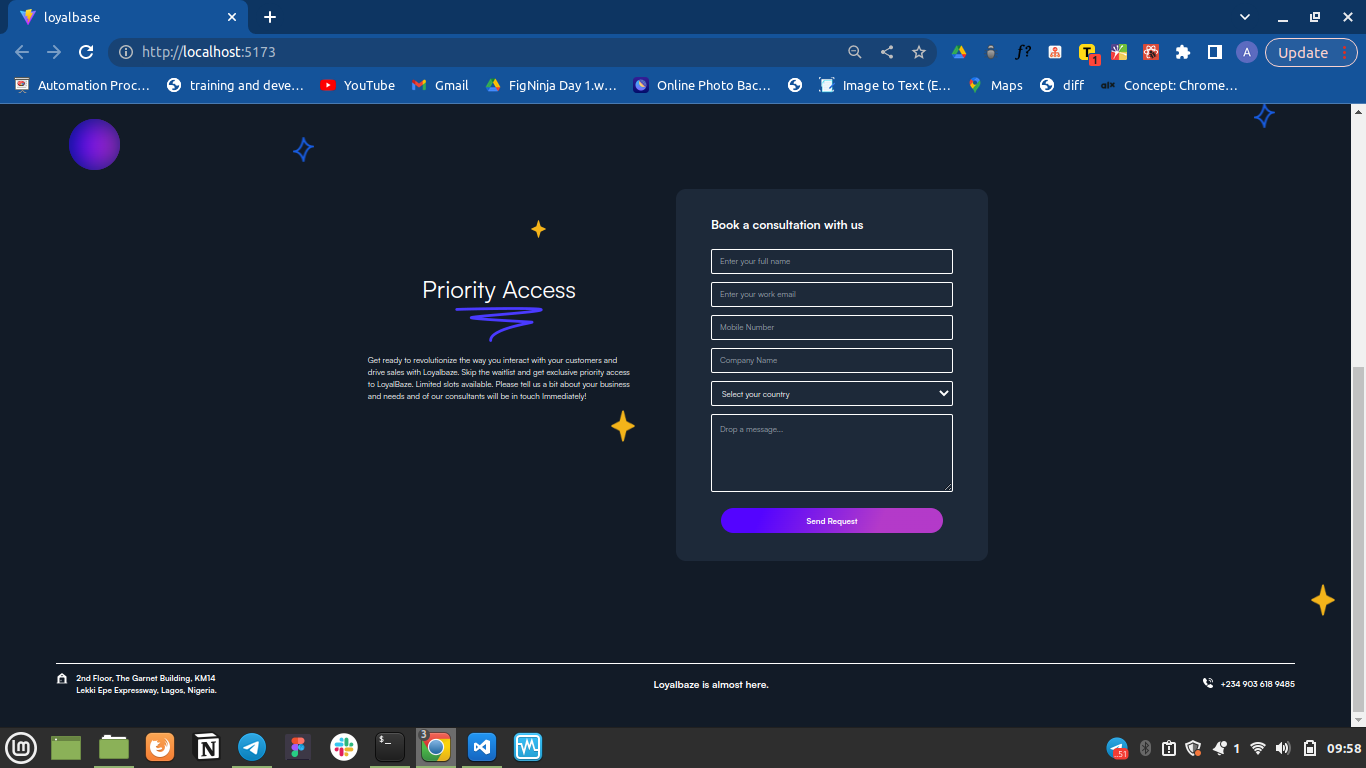 loyalbase
http://localhost:5173
f?
T
1
A
Update
Automation Proc...
training and deve...
YouTube
Gmail
FigNinja Day 1.w...
Online Photo Bac...
Image to Text (E...
Maps
diff
alx
Concept: Chrome...
Book a consultation with us
Enter your full name
Enter your work email
Mobile Number
Company Name
Select your country
Drop a message...
Send Request
Priority Access
Get ready to revolutionize the way you interact with your customers and
drive sales with Loyalbaze. Skip the waitlist and get exclusive priority access
to LoyalBaze. Limited slots available. Please tell us a bit about your business
and needs and of our consultants will be in touch Immediately!
2nd Floor, The Garnet Building, KM14
Lekki Epe Expressway, Lagos, Nigeria.
Loyalbaze is almost here.
+234 903 618 9485
$_
3
51
1
09:58